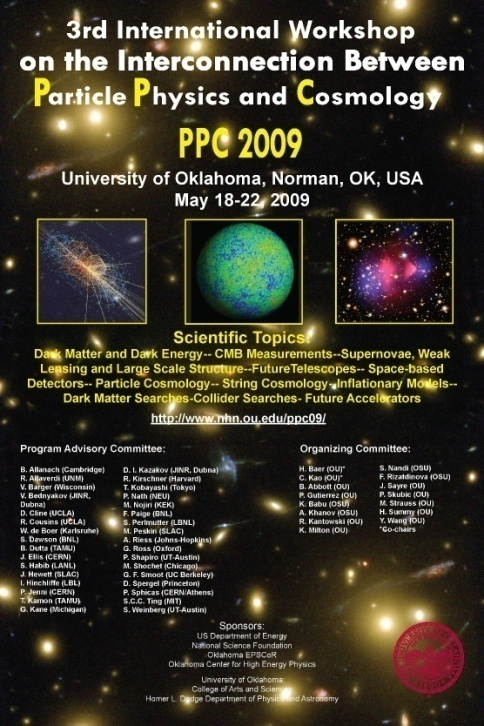 3rd International Workshop
on the Interconnection Between
Particle Physics and Cosmology
PPC 2009
University of Oklahoma, Norman, OK, USA
May 18-22, 2009
Scientific Topics:
Dark Matter and Dark Energy-- CMB Measurements--Supernovae, Weak
Lensing and Large Scale Structure--FutureTelescopes-- Space-based
Detectors-- Particle Cosmology-- String Cosmology- Inflationary Models--
Dark Matter Searches-Collider Searches- Future Accelerators
http://www.nhn.ou.edu/ppc09/
Program Advisory Committee:
B. Allanach (Cambridge)
R. Allaverdi (UNM)
V. Barger (Wisconsin)
V. Bednyakov (JINR,
Dubna)
D. Cline (UCLA)
R. Cousins (UCLA)
W. de Boer (Karlsruhe)
S. Dawson (BNL)
B. Dutta (TAMU)
J. Ellis (CERN)
S. Habib (LANL)
J. Hewett (SLAC)
I. Hinchliffe (LBL)
P. Jenni (CERN)
T. Kamon (TAMU)
G. Kane (Michigan)
D. I. Kazakov (JINR, Dubna)
R. Kirschner (Harvard)
T. Kobayashi (Tokyo)
P. Nath (NEU)
M. Nojiri (KEK)
F. Paige (BNL)
S. Perlmutter (LBNL)
M. Peskin (SLAC)
A. Riess (Johns-Hopkins)
G. Ross (Oxford)
P. Shapiro (UT-Austin)
M. Shochet (Chicago)
G. F. Smoot (UC Berkeley)
D. Spergel (Princeton)
P. Sphicas (CERN/Athens)
S.C.C. Ting (MIT)
S. Weinberg (UT-Austin)
Organizing Committee:
H. Baer (OU)*
C. Kao (OU)*
B. Abbott (OU)
P. Gutierrez (OU)
K. Babu (OSU)
A. Khanov (OSU)
R. Kantowski (OU)
K. Milton (OU)
S. Nandi (OSU)
F. Rizatdinova (OSU)
J. Sayre (OU)
P. Skubic (OU)
M. Strauss (OU)
H. Summy (OU)
Y. Wang (OU)
*Co-chairs
Sponsors:
US Department of Energy
National Science Foundation
Oklahoma EPSCoR
Oklahoma Center for High Energy Physics
University of Oklahoma:
College of Arts and Sciences
Homer L. Dodge Department of Physics and Astronomy